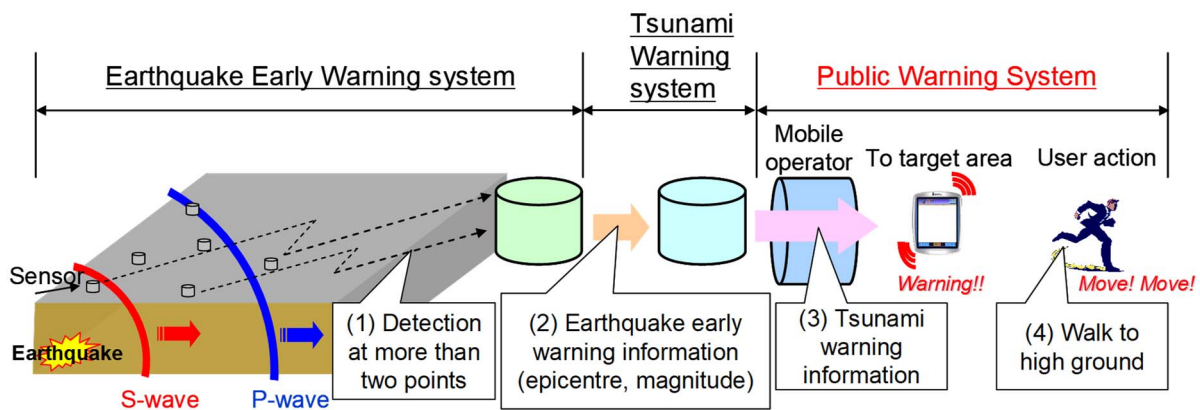 Earthquake Early Warning system
Tsunami
Warning
system
Public Warning System
Mobile
operator
To target area
User action
Sensor
Earthquake
S-wave
P-wave
(1) Detection
at more than
two points
(2) Earthquake early
warning information
(epicentre, magnitude)
(3) Tsunami
warning
information
Warning!!
Move! Move!
(4) Walk to
high ground